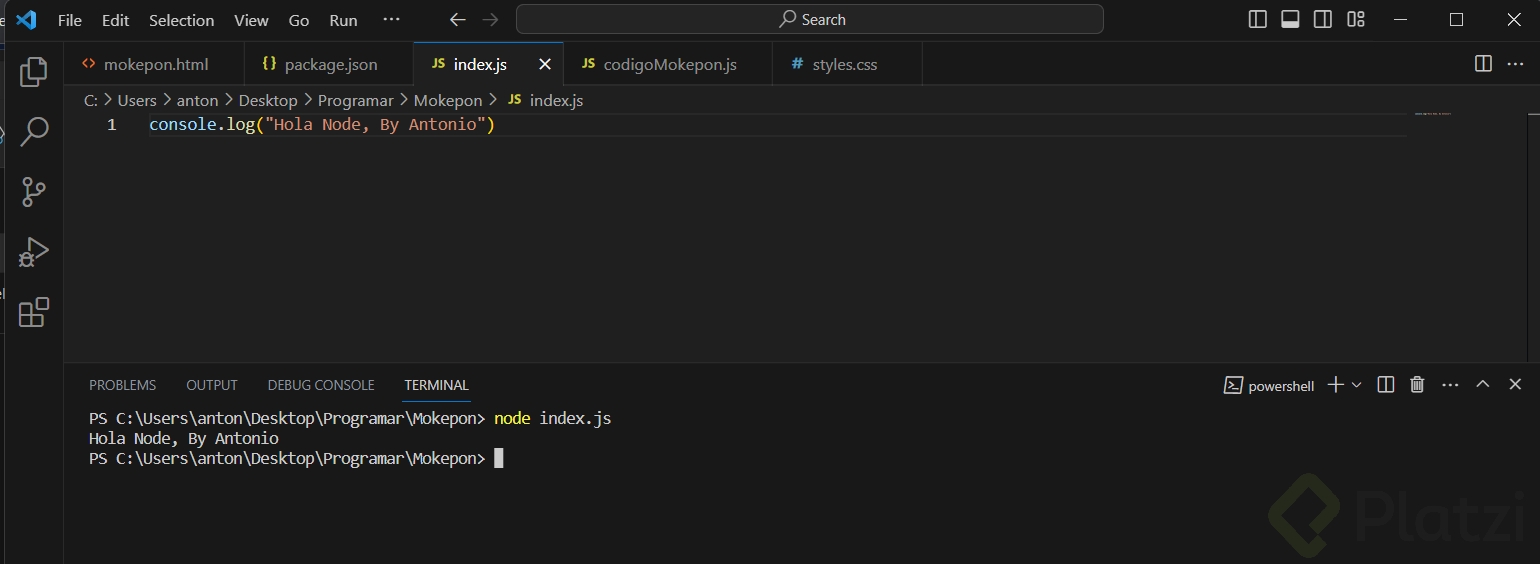 File Edit Selection View Go Run ··· Search
mokepon.html package.json index.js codigoMokepon.js styles.css
C: > Users > anton > Desktop > Programar > Mokepon > JS index.js
1 console.log("Hola Node, By Antonio")
PROBLEMS OUTPUT DEBUG CONSOLE TERMINAL powershell
PS C:\Users\anton\Desktop\Programar\Mokepon> node index.js
Hola Node, By Antonio
PS C:\Users\anton\Desktop\Programar\Mokepon>
Platzi